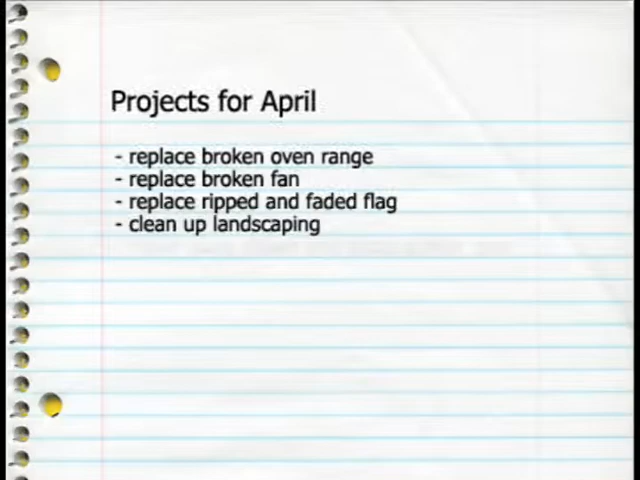 Projects for April
- replace broken oven range
- replace broken fan
- replace ripped and faded flag
- clean up landscaping